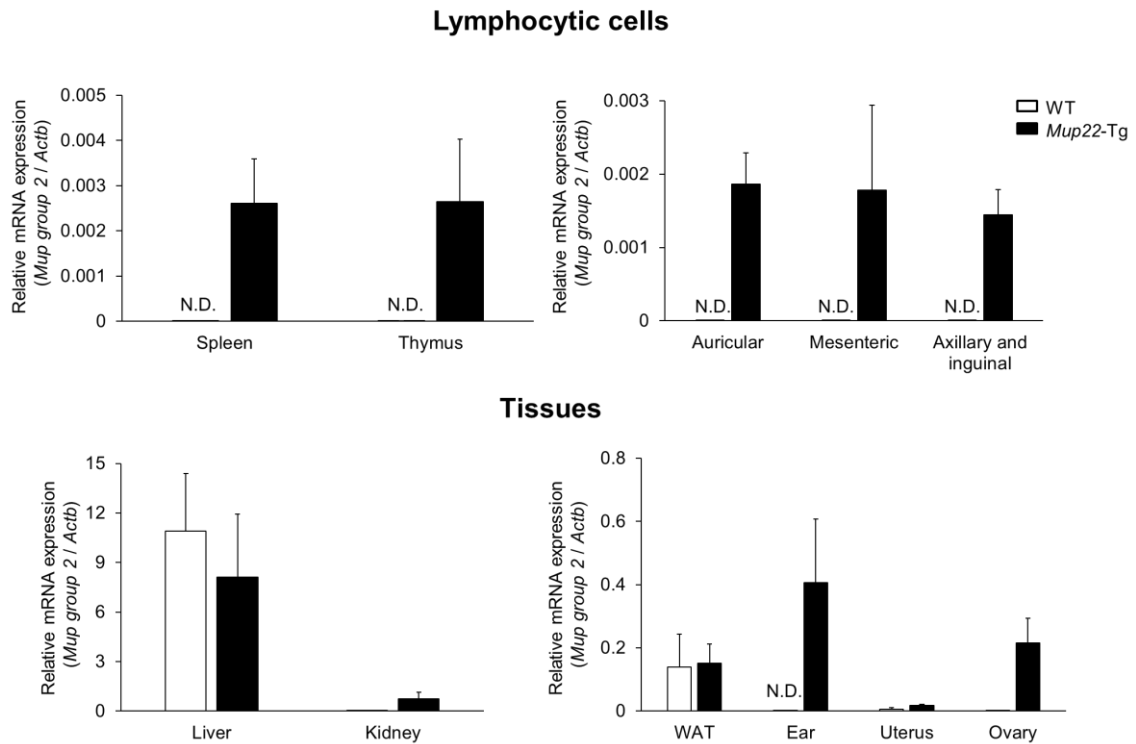 Lymphocytic cells
Relative mRNA expression
(Mup group 2 / Actb)
0.005
0.004
0.003
0.002
0.001
0
N.D.
N.D.
Spleen
Thymus
Relative mRNA expression
(Mup group 2 / Actb)
0.003
0.002
0.001
0
N.D.
N.D.
N.D.
Auricular
Mesenteric
Axillary and
inguinal
WT
Mup22-Tg
Tissues
Relative mRNA expression
(Mup group 2 / Actb)
15
12
9
6
3
0
Liver
Kidney
Relative mRNA expression
(Mup group 2 / Actb)
0.8
0.6
0.4
0.2
0
N.D.
WAT
Ear
Uterus
Ovary